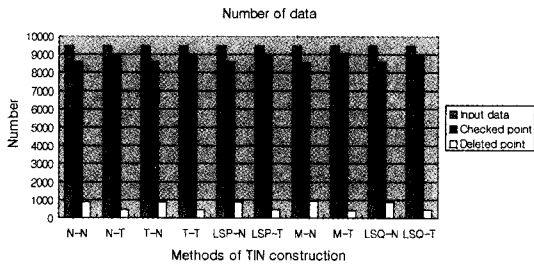 Number of data
10000
9000
8000
7000
6000
5000
4000
3000
2000
1000
0
Number
N-N N-T T-N T-T LSP-N LSP-T M-N M-T LSQ-N LSQ-T
Methods of TIN construction
Input data
Checked point
Deleted point